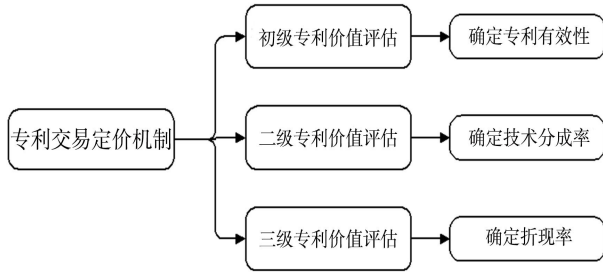 初级专利价值评估
确定专利有效性
专利交易定价机制
二级专利价值评估
确定技术分成率
三级专利价值评估
确定折现率